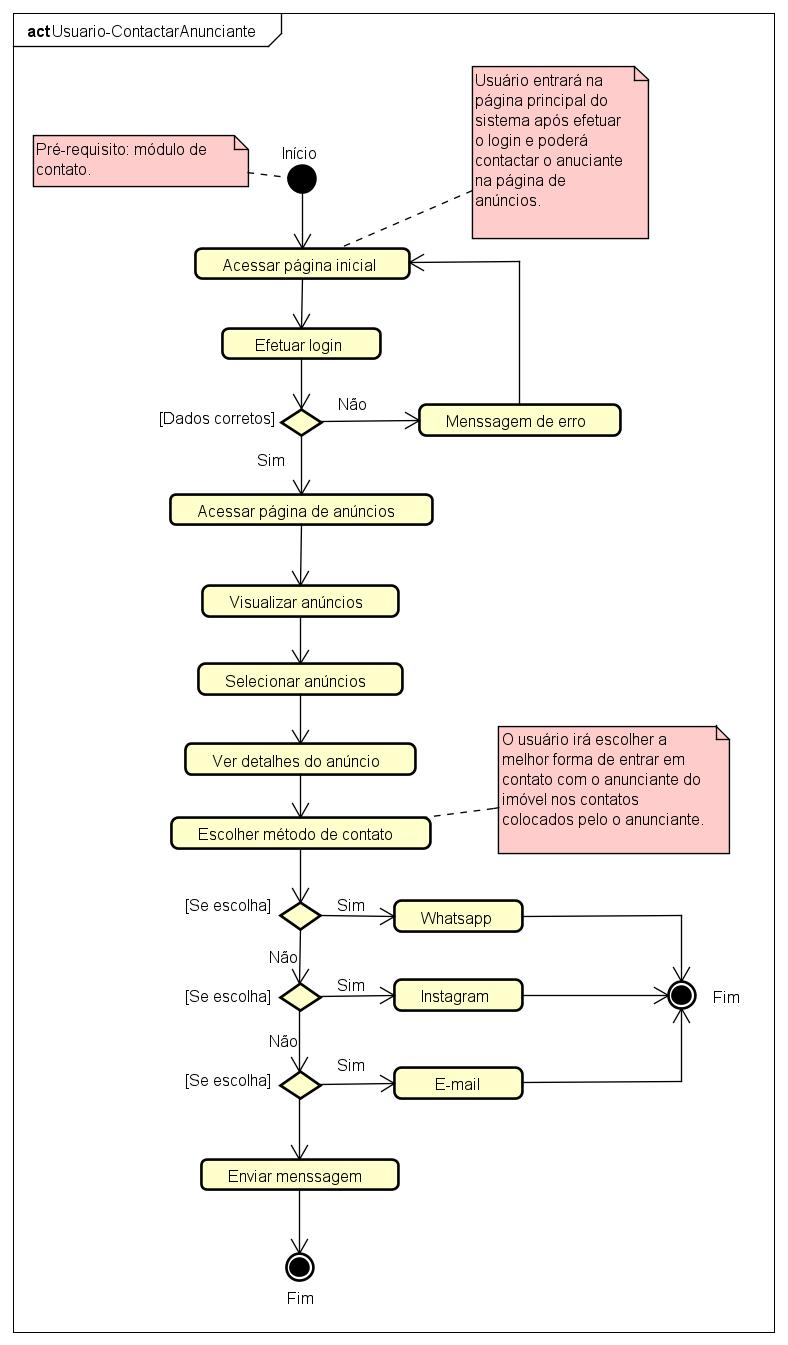 act Usuario-ContactarAnunciante
Usuário entrará na
página principal do
sistema após efetuar
o login e poderá
contactar o anuciante
na página de
anúncios.
Pré-requisito: módulo de
contato.
Início
Acessar página inicial
Efetuar login
[Dados corretos]
Não
Menssagem de erro
Sim
Acessar página de anúncios
Visualizar anúncios
Selecionar anúncios
Ver detalhes do anúncio
O usuário irá escolher a
melhor forma de entrar em
contato com o anunciante do
imóvel nos contatos
colocados pelo o anunciante.
Escolher método de contato
[Se escolha]
Sim
Whatsapp
Não
[Se escolha]
Sim
Instagram
Fim
Não
[Se escolha]
Sim
E-mail
Enviar menssagem
Fim